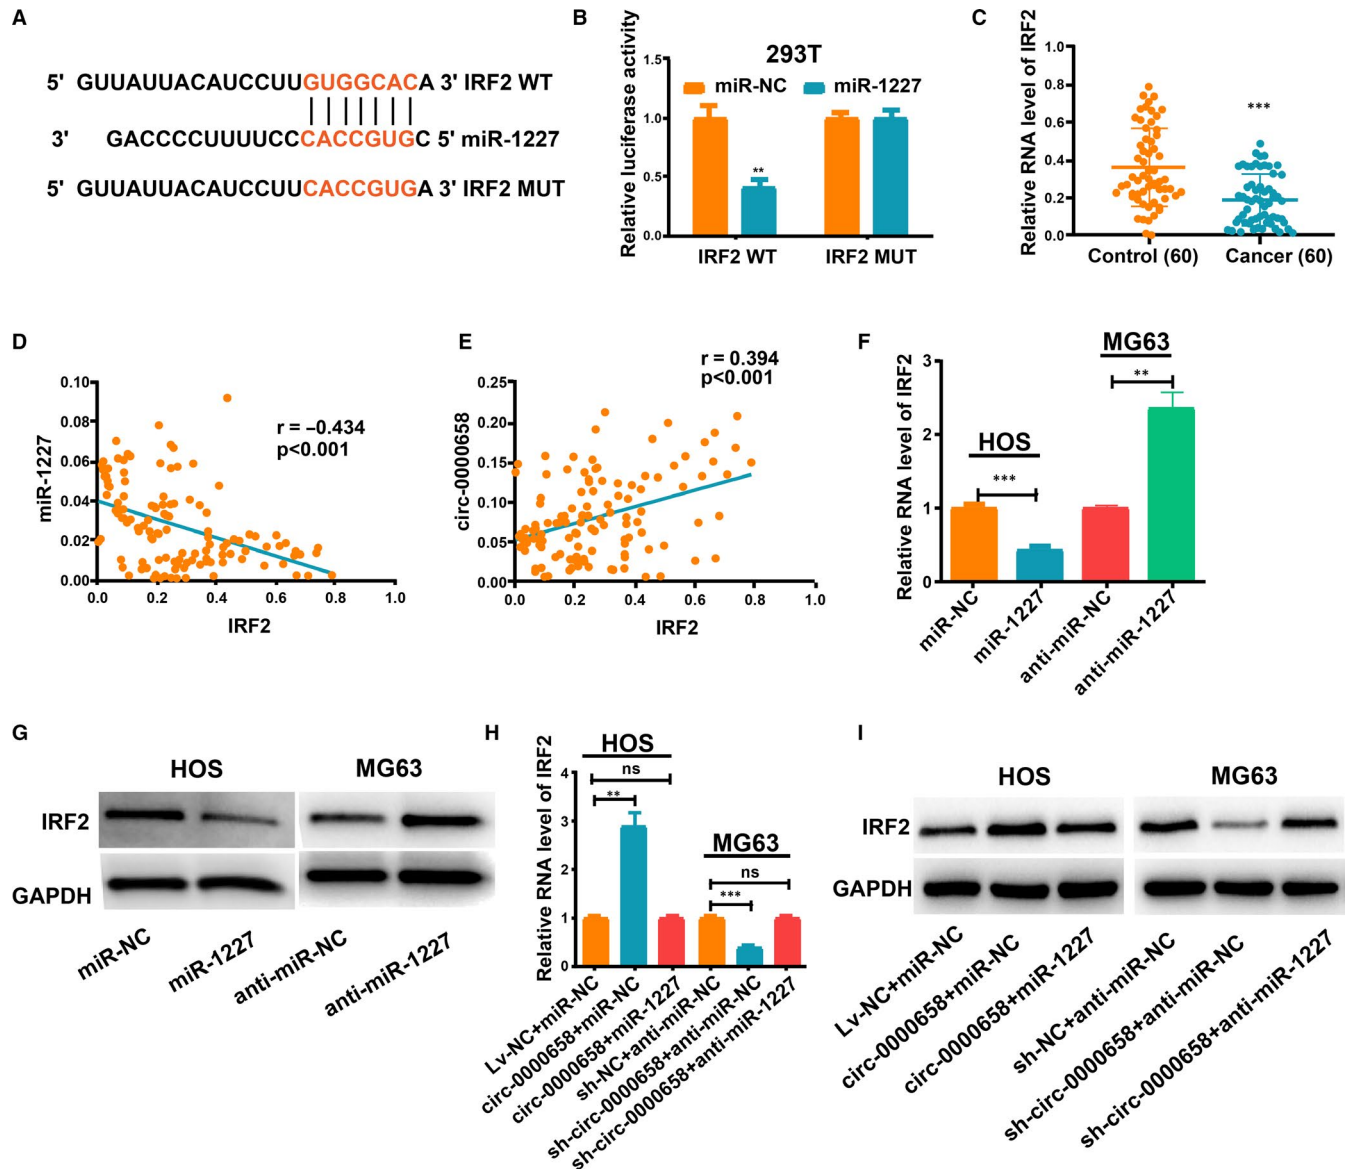 A
5' GUUAUUACAUCCUUGUGGCACA 3' IRF2 WT
3' GACCCCUUUUCCCACCGUGC 5' miR-1227
5' GUUAUUACAUCCUUCACCGUGA 3' IRF2 MUT
B
293T
miR-NC miR-1227
Relative luciferase activity
1.5
1.0
0.5
0.0
**
IRF2 WT IRF2 MUT
C
Relative RNA level of IRF2
1.0
0.8
0.6
0.4
0.2
0.0
***
Control (60) Cancer (60)
D
miR-1227
0.10
0.08
0.06
0.04
0.02
0.00
r = −0.434
p<0.001
0.0 0.2 0.4 0.6 0.8 1.0
IRF2
E
circ-0000658
0.25
0.20
0.15
0.10
0.05
0.00
r = 0.394
p<0.001
0.0 0.2 0.4 0.6 0.8 1.0
IRF2
F
Relative RNA level of IRF2
3
2
1
0
HOS
***
MG63
**
miR-NC
miR-1227
anti-miR-NC
anti-miR-1227
G
HOS MG63
IRF2
GAPDH
miR-NC
miR-1227
anti-miR-NC
anti-miR-1227
H
Relative RNA level of IRF2
4
3
2
1
0
HOS
ns
**
MG63
ns
***
Lv-NC+miR-NC
circ-0000658+miR-NC
circ-0000658+miR-1227
sh-NC+anti-miR-NC
sh-circ-0000658+anti-miR-NC
sh-circ-0000658+anti-miR-1227
I
HOS MG63
IRF2
GAPDH
Lv-NC+miR-NC
circ-0000658+miR-NC
circ-0000658+miR-1227
sh-NC+anti-miR-NC
sh-circ-0000658+anti-miR-NC
sh-circ-0000658+anti-miR-1227